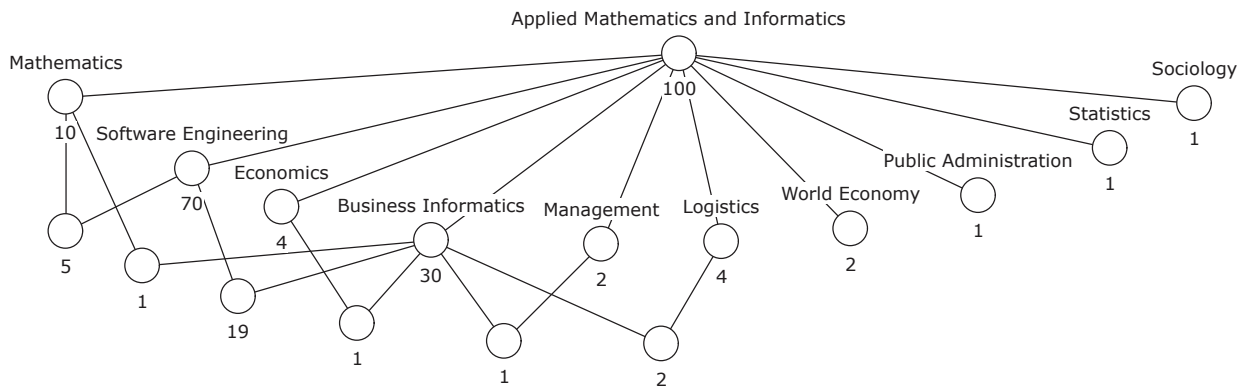 Applied Mathematics and Informatics
100
Mathematics
10
Software Engineering
70
Economics
4
Business Informatics
30
Management
2
Logistics
4
World Economy
2
Public Administration
1
Statistics
1
Sociology
1
5
1
19
1
1
2